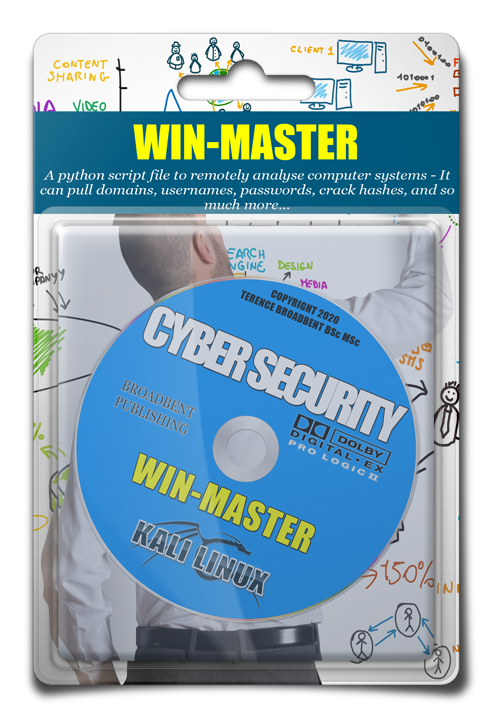 CONTENT
SHARING
CLIENT 1
VIDEO
WIN-MASTER
A python script file to remotely analyse computer systems - It
can pull domains, usernames, passwords, crack hashes, and so
much more...
DESIGN
MEDIA
COPYRIGHT 2020
TERENCE BROADBENT BSc MSc
CYBER SECURITY
BROADBENT
PUBLISHING
DOLBY
DIGITAL·EX
PRO LOGIC II
WIN-MASTER
KALI LINUX
SMS
150%